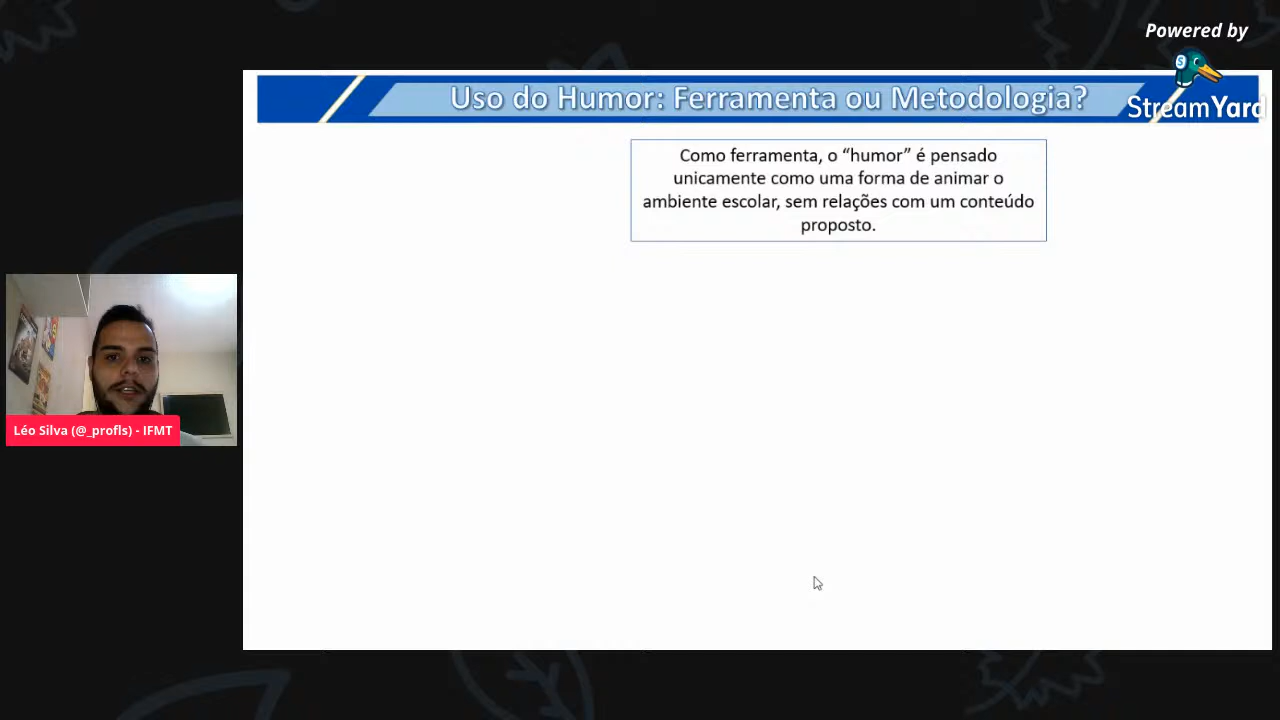 Powered by
StreamYard
Uso do Humor: Ferramenta ou Metodologia?
Como ferramenta, o “humor” é pensado
unicamente como uma forma de animar o
ambiente escolar, sem relações com um conteúdo
proposto.
Léo Silva (@_profls) - IFMT